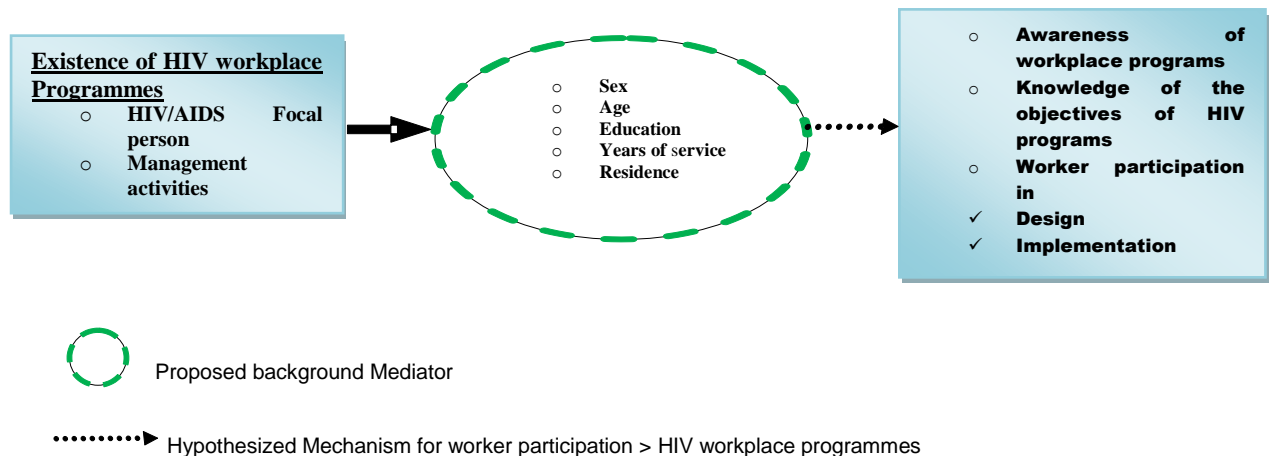 Existence of HIV workplace
Programmes
o HIV/AIDS Focal
person
o Management
activities
o Sex
o Age
o Education
o Years of service
o Residence
o Awareness of
workplace programs
o Knowledge of the
objectives of HIV
programs
o Worker participation
in
✓ Design
✓ Implementation
Proposed background Mediator
Hypothesized Mechanism for worker participation > HIV workplace programmes